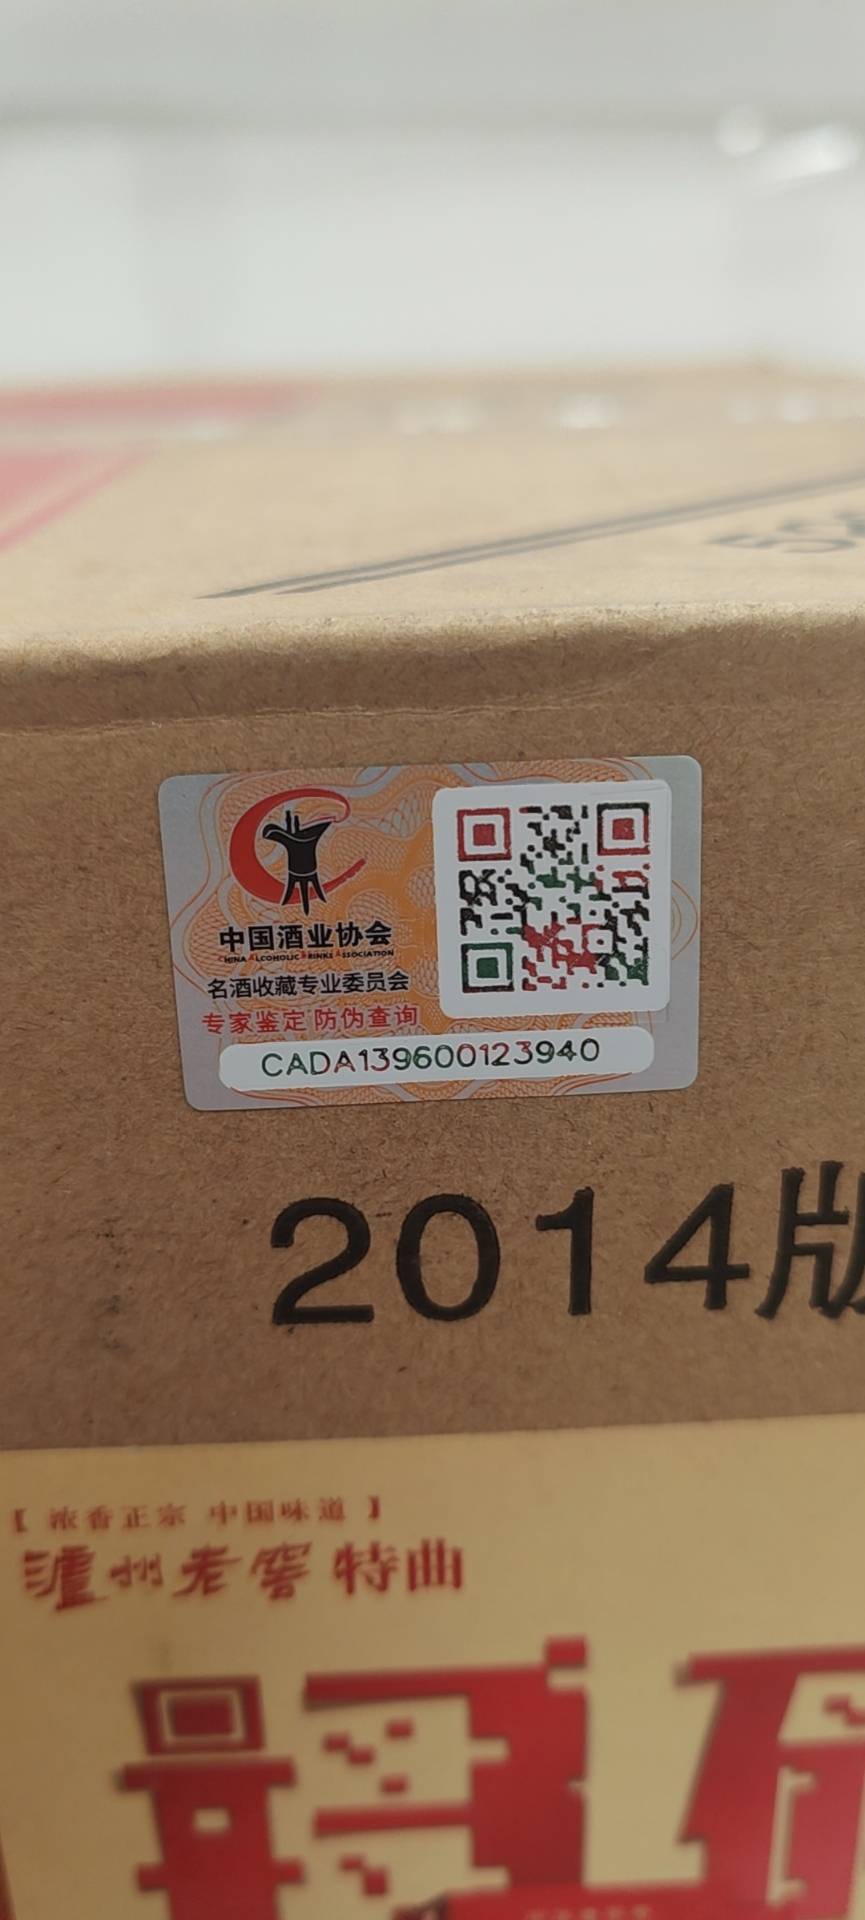 中国酒业协会
CHINA ALCOHOLIC DRINKS ASSOCIATION
名酒收藏专业委员会
专家鉴定 防伪查询
CADA139600123940
2014版
【 浓香正宗 中国味道 】
泸州老窖 特曲